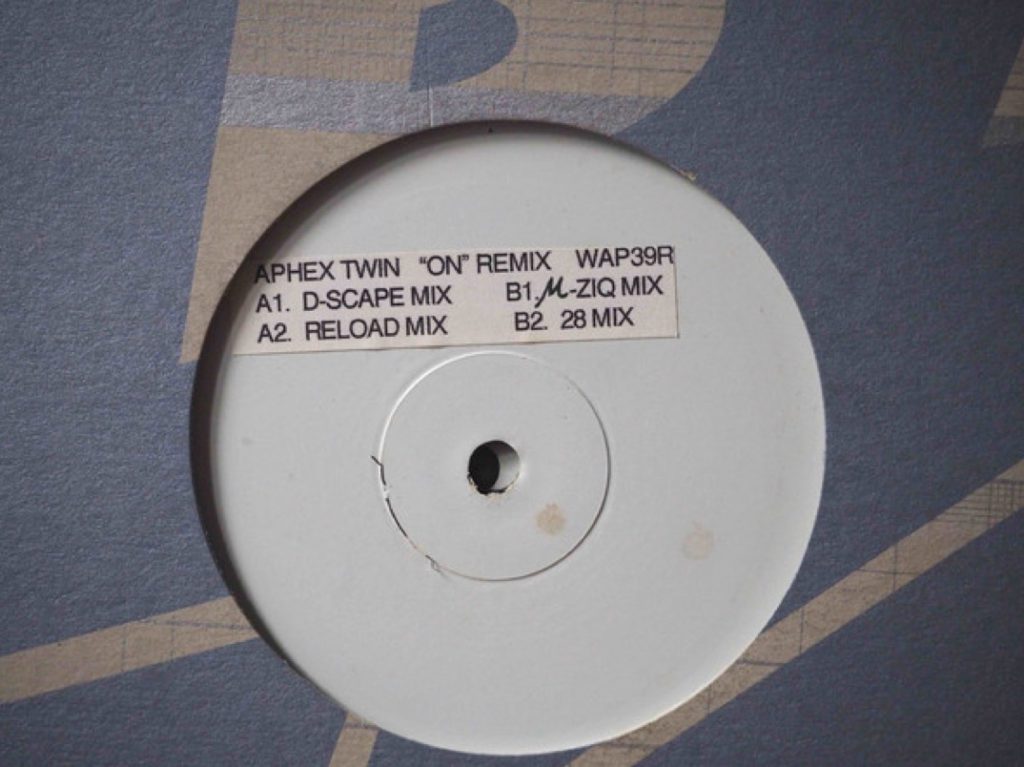 APHEX TWIN "ON" REMIX WAP39R
A1. D-SCAPE MIX B1. M-ZIQ MIX
A2. RELOAD MIX B2. 28 MIX